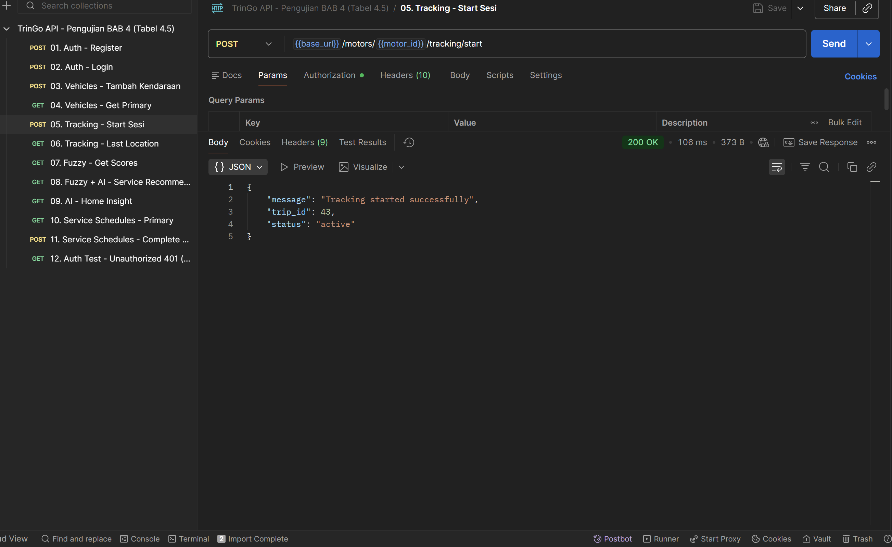 Search collections
TrinGo API - Pengujian BAB 4 (Tabel 4.5)
POST 01. Auth - Register
POST 02. Auth - Login
POST 03. Vehicles - Tambah Kendaraan
GET 04. Vehicles - Get Primary
POST 05. Tracking - Start Sesi
GET 06. Tracking - Last Location
GET 07. Fuzzy - Get Scores
GET 08. Fuzzy + AI - Service Recomme...
GET 09. AI - Home Insight
GET 10. Service Schedules - Primary
POST 11. Service Schedules - Complete ...
GET 12. Auth Test - Unauthorized 401 (...
HTTP TrinGo API - Pengujian BAB 4 (Tabel 4.5) / 05. Tracking - Start Sesi Save Share
POST {{base_url}} /motors/ {{motor_id}} /tracking/start Send
Docs Params Authorization Headers (10) Body Scripts Settings Cookies
Query Params
Key Value Description Bulk Edit
Body Cookies Headers (9) Test Results 200 OK 106 ms 373 B Save Response
{} JSON Preview Visualize
1 {
2 "message": "Tracking started successfully",
3 "trip_id": 43,
4 "status": "active"
5 }
d View Find and replace Console Terminal 2 Import Complete Postbot Runner Start Proxy Cookies Vault Trash